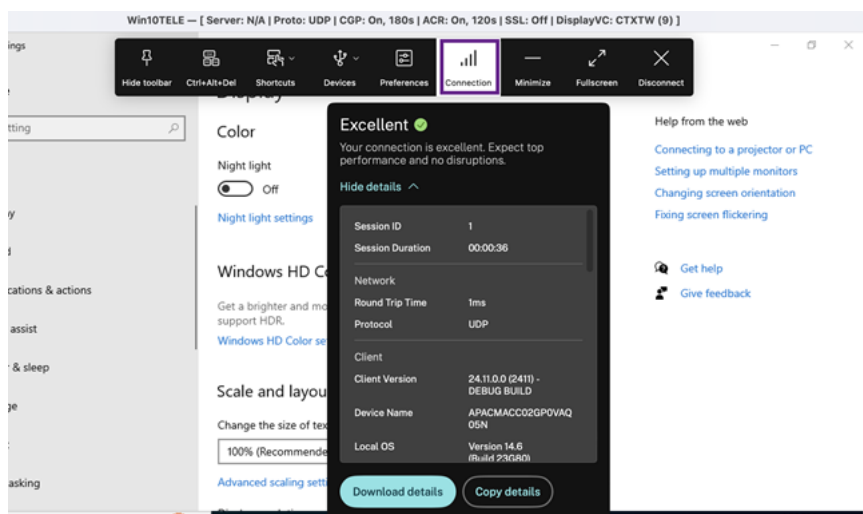 Win10TELE — [ Server: N/A | Proto: UDP | CGP: On, 180s | ACR: On, 120s | SSL: Off | DisplayVC: CTXTW (9) ]
ings
Hide toolbar
Ctrl+Alt+Del
Shortcuts
Devices
Preferences
Connection
Minimize
Fullscreen
Disconnect
tting
Display
Color
Night light
Off
Night light settings
Windows HD Co
Get a brighter and mo
support HDR.
Windows HD Color se
Scale and layou
Change the size of tex
100% (Recommende
Advanced scaling setti
cations & actions
assist
r & sleep
ge
asking
Excellent
Your connection is excellent. Expect top
performance and no disruptions.
Hide details
Session ID 1
Session Duration 00:00:36
Network
Round Trip Time 1ms
Protocol UDP
Client
Client Version 24.11.0.0 (2411) -
DEBUG BUILD
Device Name APACMACC02GP0VAQ
05N
Local OS Version 14.6
(Build 23G80)
Download details
Copy details
Help from the web
Connecting to a projector or PC
Setting up multiple monitors
Changing screen orientation
Fixing screen flickering
Get help
Give feedback